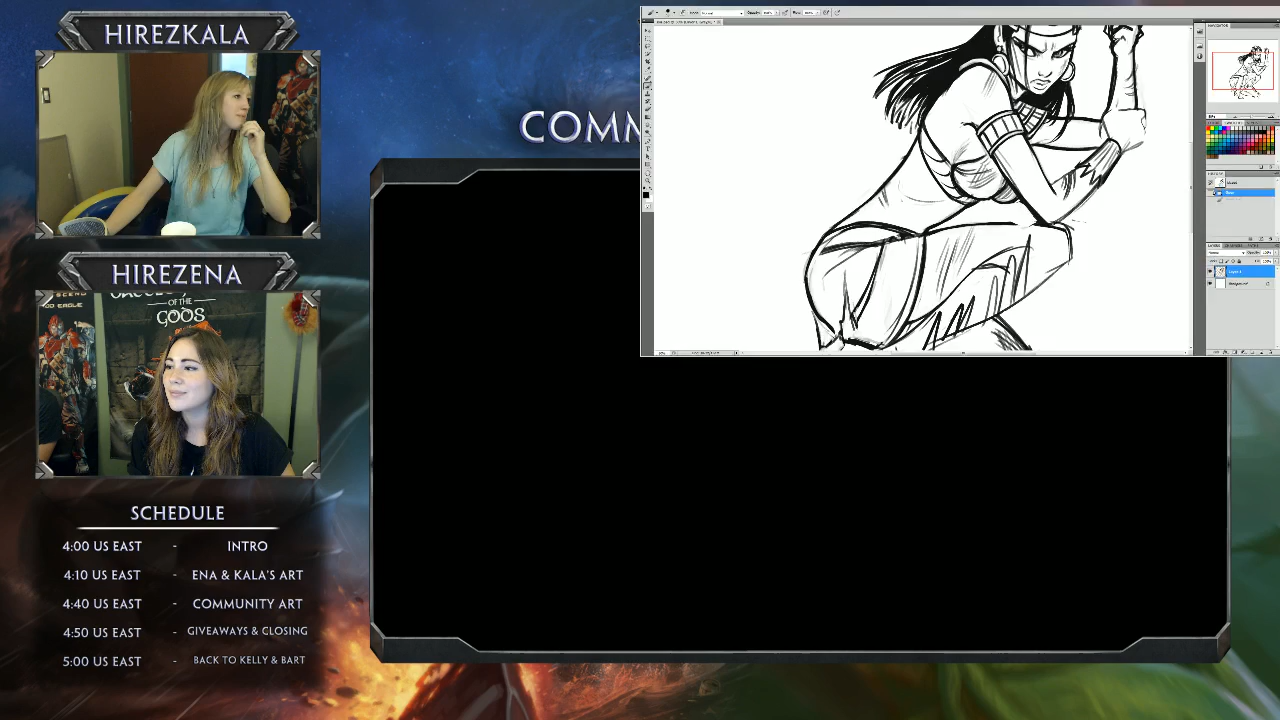 HIREZKALA
COMM
HIREZENA
OF THE
GODS
SCHEDULE
4:00 US EAST - INTRO
4:10 US EAST - ENA & KALA'S ART
4:40 US EAST - COMMUNITY ART
4:50 US EAST - GIVEAWAYS & CLOSING
5:00 US EAST - BACK TO KELLY & BART